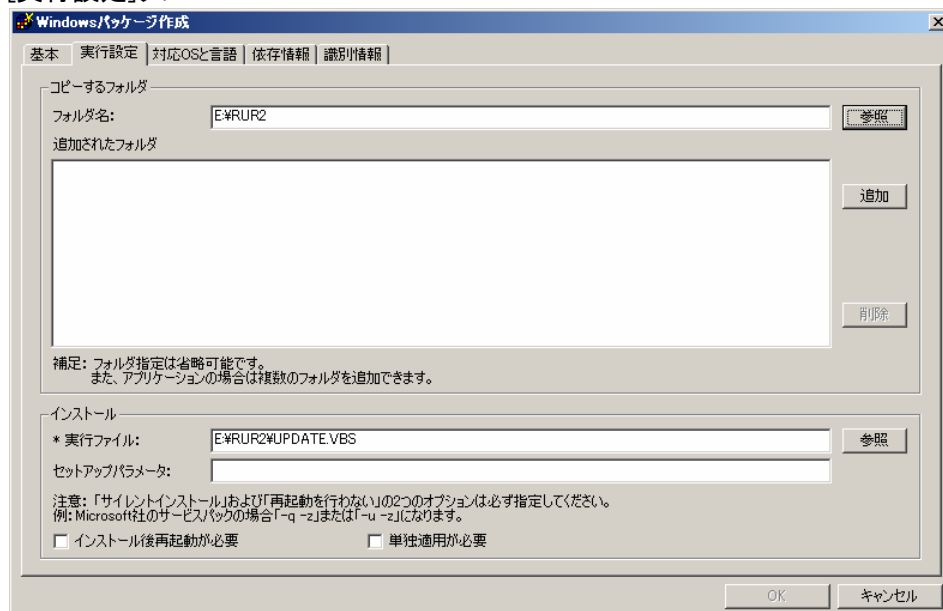 Windowsパッケージ作成
基本 実行設定 対応OSと言語 依存情報 識別情報
コピーするフォルダ
フォルダ名: E:¥RUR2 参照
追加されたフォルダ
追加
削除
補足: フォルダ指定は省略可能です。
また、アプリケーションの場合は複数のフォルダを追加できます。
インストール
* 実行ファイル: E:¥RUR2¥UPDATE.VBS 参照
セットアップパラメータ:
注意: 「サイレントインストール」および「再起動を行わない」の2つのオプションは必ず指定してください。
例: Microsoft社のサービスパックの場合「-q -z」または「-u -z」になります。
インストール後再起動が必要 単独適用が必要
OK キャンセル